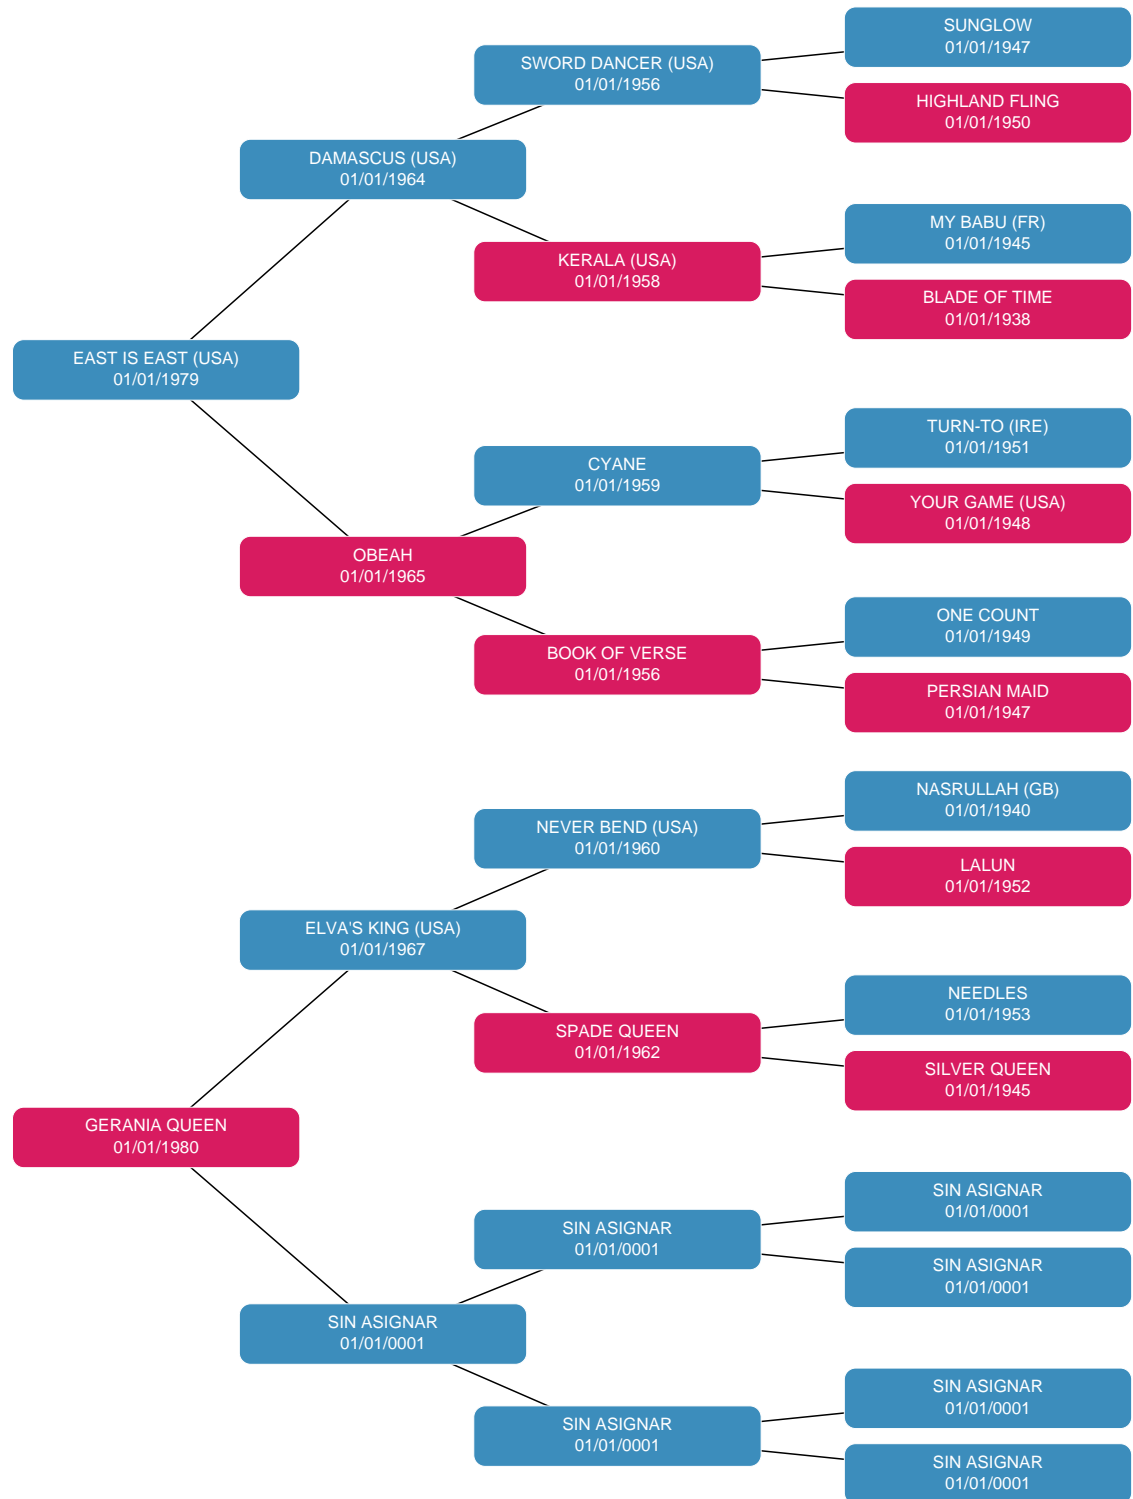 SUNGLOW
01/01/1947
SWORD DANCER (USA)
01/01/1956
HIGHLAND FLING
01/01/1950
DAMASCUS (USA)
01/01/1964
MY BABU (FR)
01/01/1945
KERALA (USA)
01/01/1958
BLADE OF TIME
01/01/1938
EAST IS EAST (USA)
01/01/1979
TURN-TO (IRE)
01/01/1951
CYANE
01/01/1959
YOUR GAME (USA)
01/01/1948
OBEAH
01/01/1965
ONE COUNT
01/01/1949
BOOK OF VERSE
01/01/1956
PERSIAN MAID
01/01/1947
NASRULLAH (GB)
01/01/1940
NEVER BEND (USA)
01/01/1960
LALUN
01/01/1952
ELVA'S KING (USA)
01/01/1967
NEEDLES
01/01/1953
SPADE QUEEN
01/01/1962
SILVER QUEEN
01/01/1945
GERANIA QUEEN
01/01/1980
SIN ASIGNAR
01/01/0001
SIN ASIGNAR
01/01/0001
SIN ASIGNAR
01/01/0001
SIN ASIGNAR
01/01/0001
SIN ASIGNAR
01/01/0001
SIN ASIGNAR
01/01/0001
SIN ASIGNAR
01/01/0001